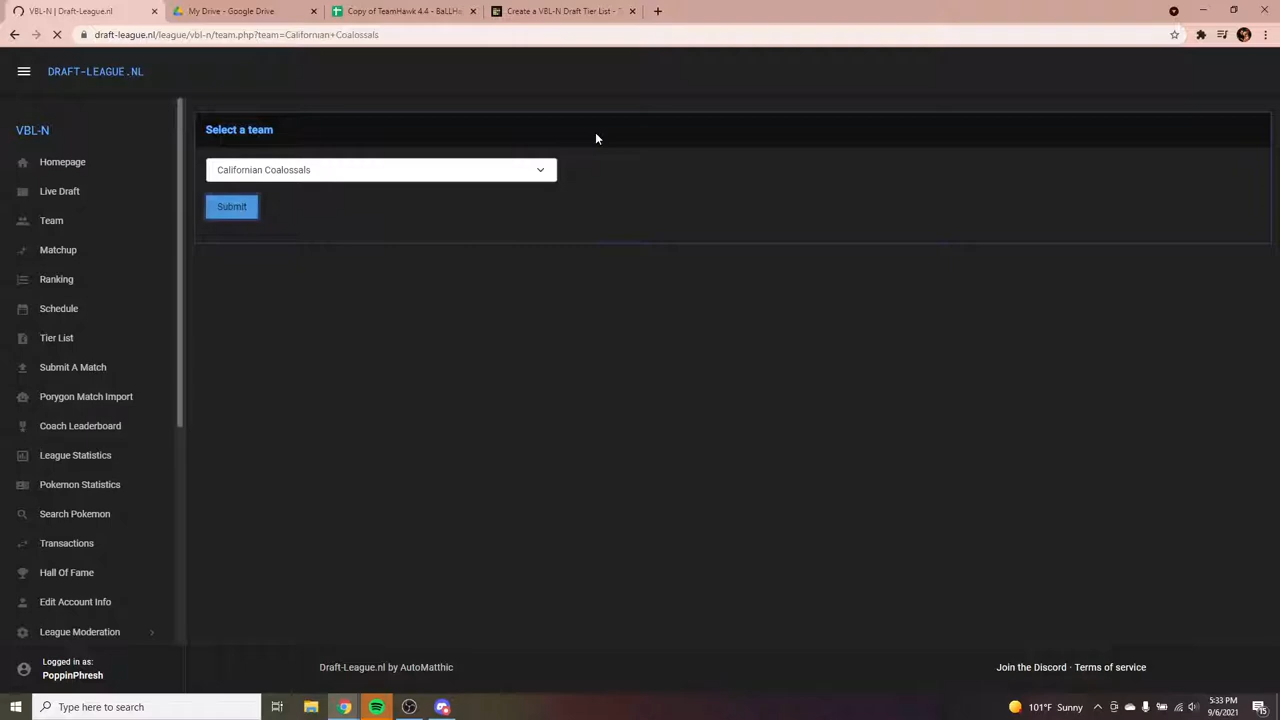 VBL-N | Draft-League.nl
My Drive - Google Drive
Copy of TeamHawk 4.4 - BaLLHa
Create a VBL-N Draft Tier List - T
draft-league.nl/league/vbl-n/team.php?team=Californian+Coalossals
DRAFT-LEAGUE.NL
VBL-N
Homepage
Live Draft
Team
Matchup
Ranking
Schedule
Tier List
Submit A Match
Porygon Match Import
Coach Leaderboard
League Statistics
Pokemon Statistics
Search Pokemon
Transactions
Hall Of Fame
Edit Account Info
League Moderation
Logged in as:
PoppinPhresh
Select a team
Californian Coalossals
Submit
Draft-League.nl by AutoMatthic
Join the Discord · Terms of service
Type here to search
101°F Sunny
5:33 PM
9/6/2021